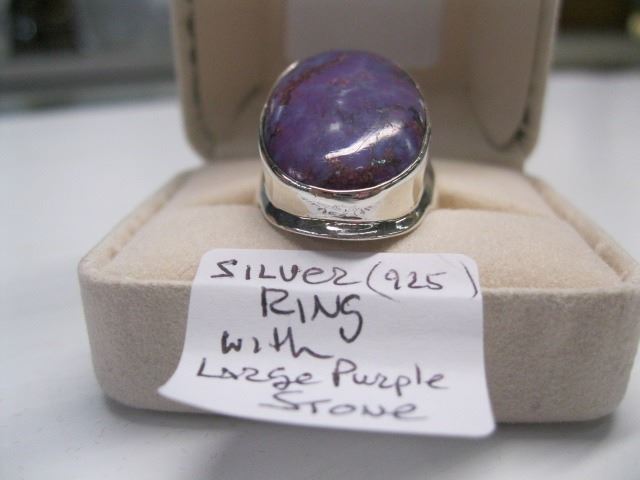 SILVER (925)
RING
with
Large Purple
STONE